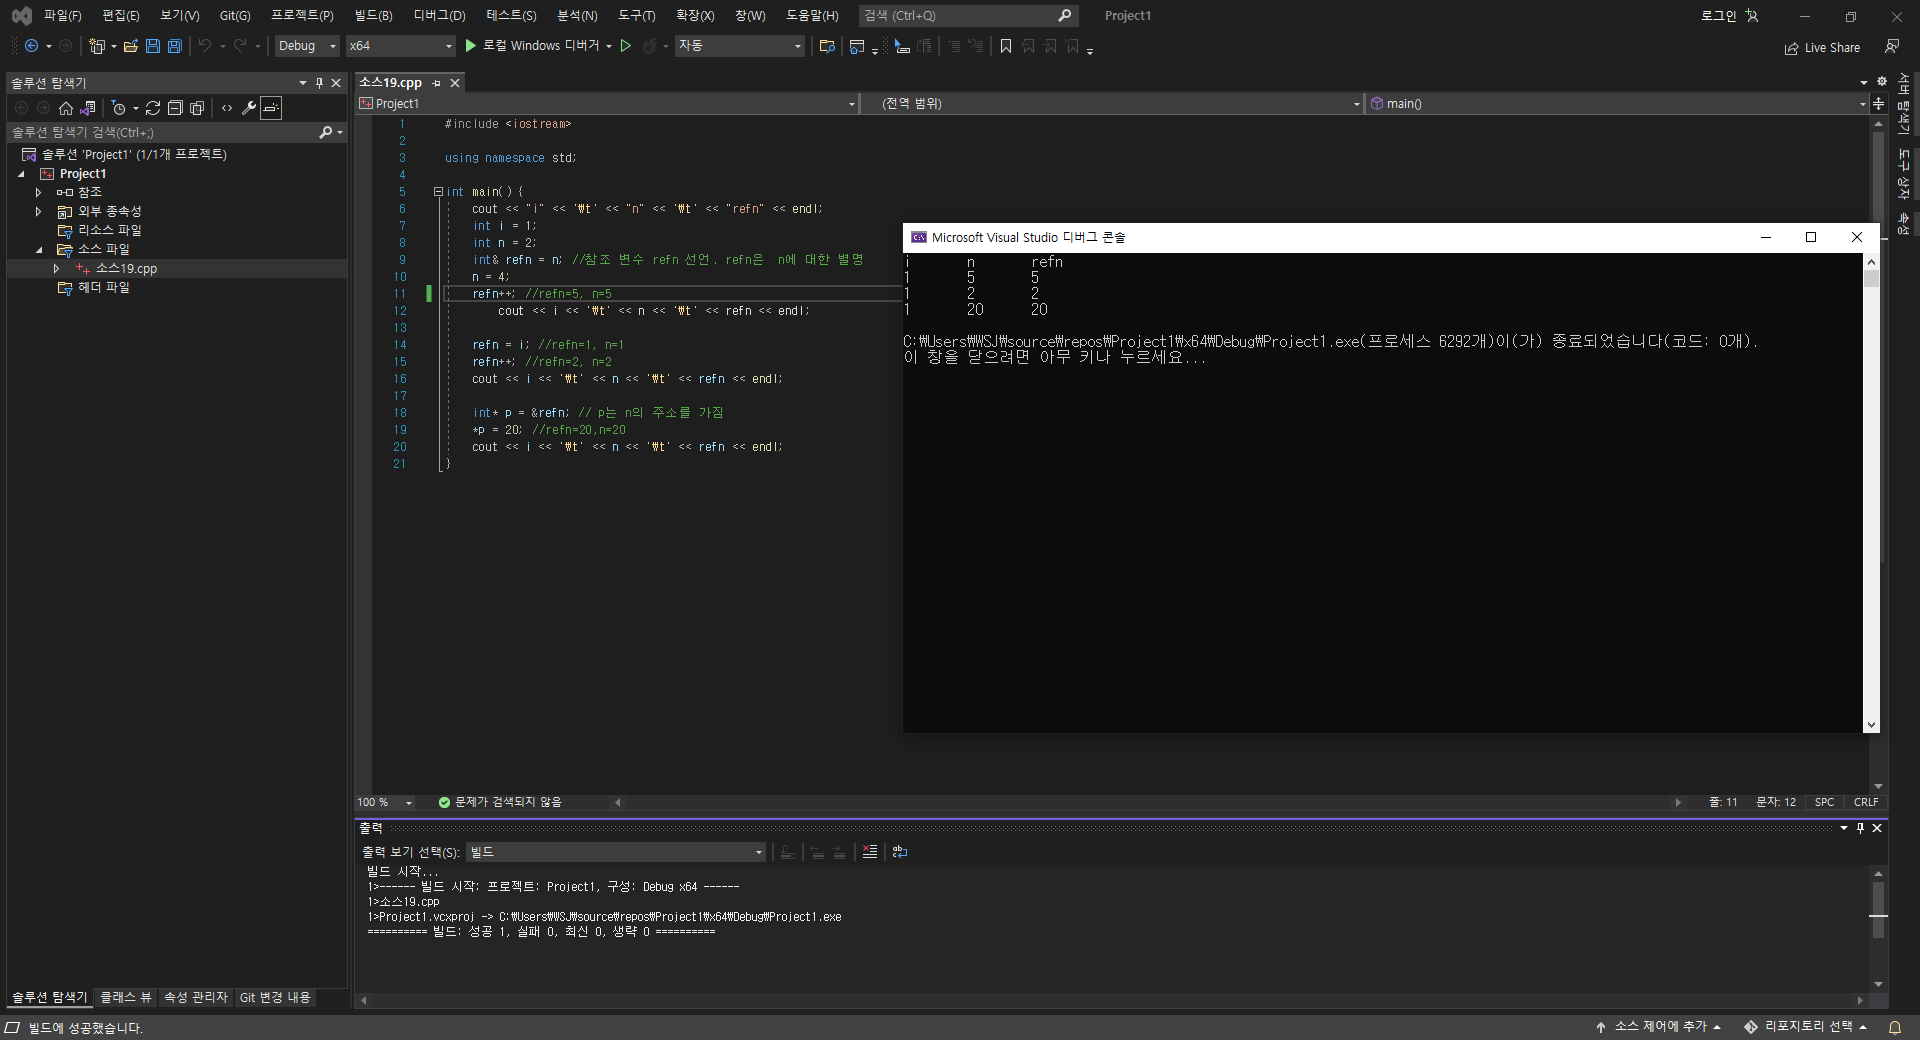 파일(F) 편집(E) 보기(V) Git(G) 프로젝트(P) 빌드(B) 디버그(D) 테스트(S) 분석(N) 도구(T) 확장(X) 창(W) 도움말(H) 검색 (Ctrl+Q) Project1 로그인
Debug x64 로컬 Windows 디버거 자동 Live Share
솔루션 탐색기
솔루션 탐색기 검색(Ctrl+;)
솔루션 'Project1' (1/1개 프로젝트)
Project1
참조
외부 종속성
리소스 파일
소스 파일
소스19.cpp
헤더 파일
솔루션 탐색기 클래스 뷰 속성 관리자 Git 변경 내용
소스19.cpp
Project1 (전역 범위) main()
1 #include <iostream>
2
3 using namespace std;
4
5 int main() {
6 cout << "i" << '₩t' << "n" << '₩t' << "refn" << endl;
7 int i = 1;
8 int n = 2;
9 int& refn = n; //참조 변수 refn 선언. refn은 n에 대한 별명
10 n = 4;
11 refn++; //refn=5, n=5
12 cout << i << '₩t' << n << '₩t' << refn << endl;
13
14 refn = i; //refn=1, n=1
15 refn++; //refn=2, n=2
16 cout << i << '₩t' << n << '₩t' << refn << endl;
17
18 int* p = &refn; // p는 n의 주소를 가짐
19 *p = 20; //refn=20,n=20
20 cout << i << '₩t' << n << '₩t' << refn << endl;
21 }
Microsoft Visual Studio 디버그 콘솔
i n refn
1 5 5
1 2 2
1 20 20
C:₩Users₩WSJ₩source₩repos₩Project1₩x64₩Debug₩Project1.exe(프로세스 6292개)이(가) 종료되었습니다(코드: 0개).
이 창을 닫으려면 아무 키나 누르세요...
서버 탐색기
도구 상자
속성
100 % 문제가 검색되지 않음 줄: 11 문자: 12 SPC CRLF
출력
출력 보기 선택(S): 빌드
빌드 시작...
1>------ 빌드 시작: 프로젝트: Project1, 구성: Debug x64 ------
1>소스19.cpp
1>Project1.vcxproj -> C:₩Users₩WSJ₩source₩repos₩Project1₩x64₩Debug₩Project1.exe
========== 빌드: 성공 1, 실패 0, 최신 0, 생략 0 ==========
빌드에 성공했습니다. 소스 제어에 추가 리포지토리 선택